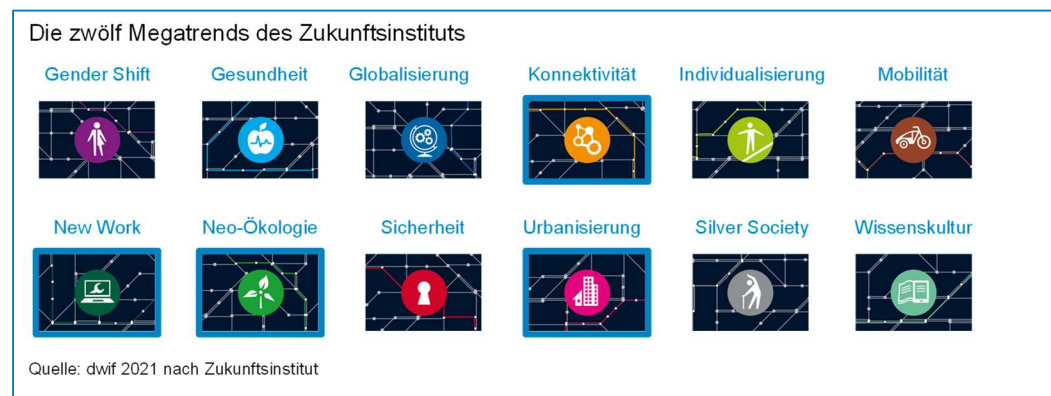 Die zwölf Megatrends des Zukunftsinstituts
Gender Shift Gesundheit Globalisierung Konnektivität Individualisierung Mobilität
New Work Neo-Ökologie Sicherheit Urbanisierung Silver Society Wissenskultur
Quelle: dwif 2021 nach Zukunftsinstitut